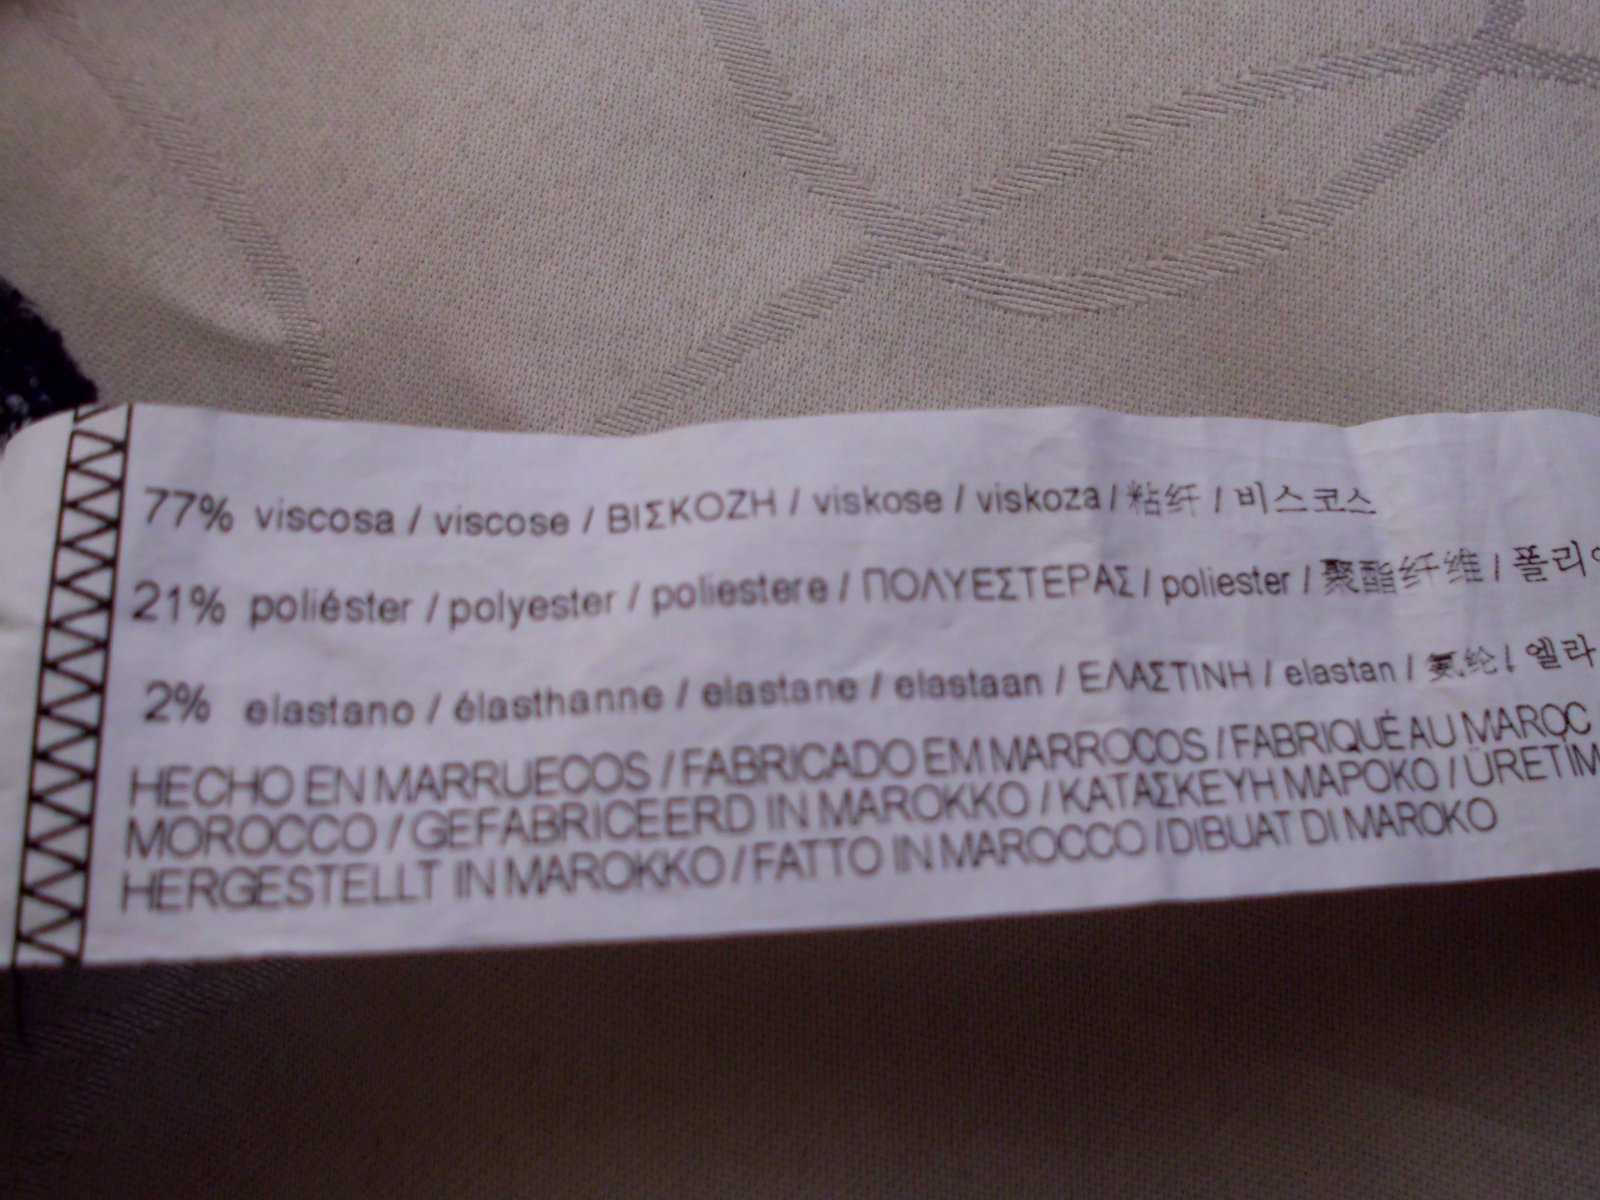 77% viscosa / viscose / ΒΙΣΚΟΖΗ / viskose / viskoza / 粘纤 / 비스코스
21% poliéster / polyester / poliestere / ΠΟΛΥΕΣΤΕΡΑΣ / poliester / 聚酯纤维 / 폴리
2% elastano / élasthanne / elastane / elastaan / ΕΛΑΣΤΙΝΗ / elastan / 氨纶 / 엘라
HECHO EN MARRUECOS / FABRICADO EM MARROCOS / FABRIQUÉ AU MAROC
MOROCCO / GEFABRICEERD IN MAROKKO / ΚΑΤΑΣΚΕΥΗ ΜΑΡΟΚΟ / ÜRETİM
HERGESTELLT IN MAROKKO / FATTO IN MAROCCO / DIBUAT DI MAROKO